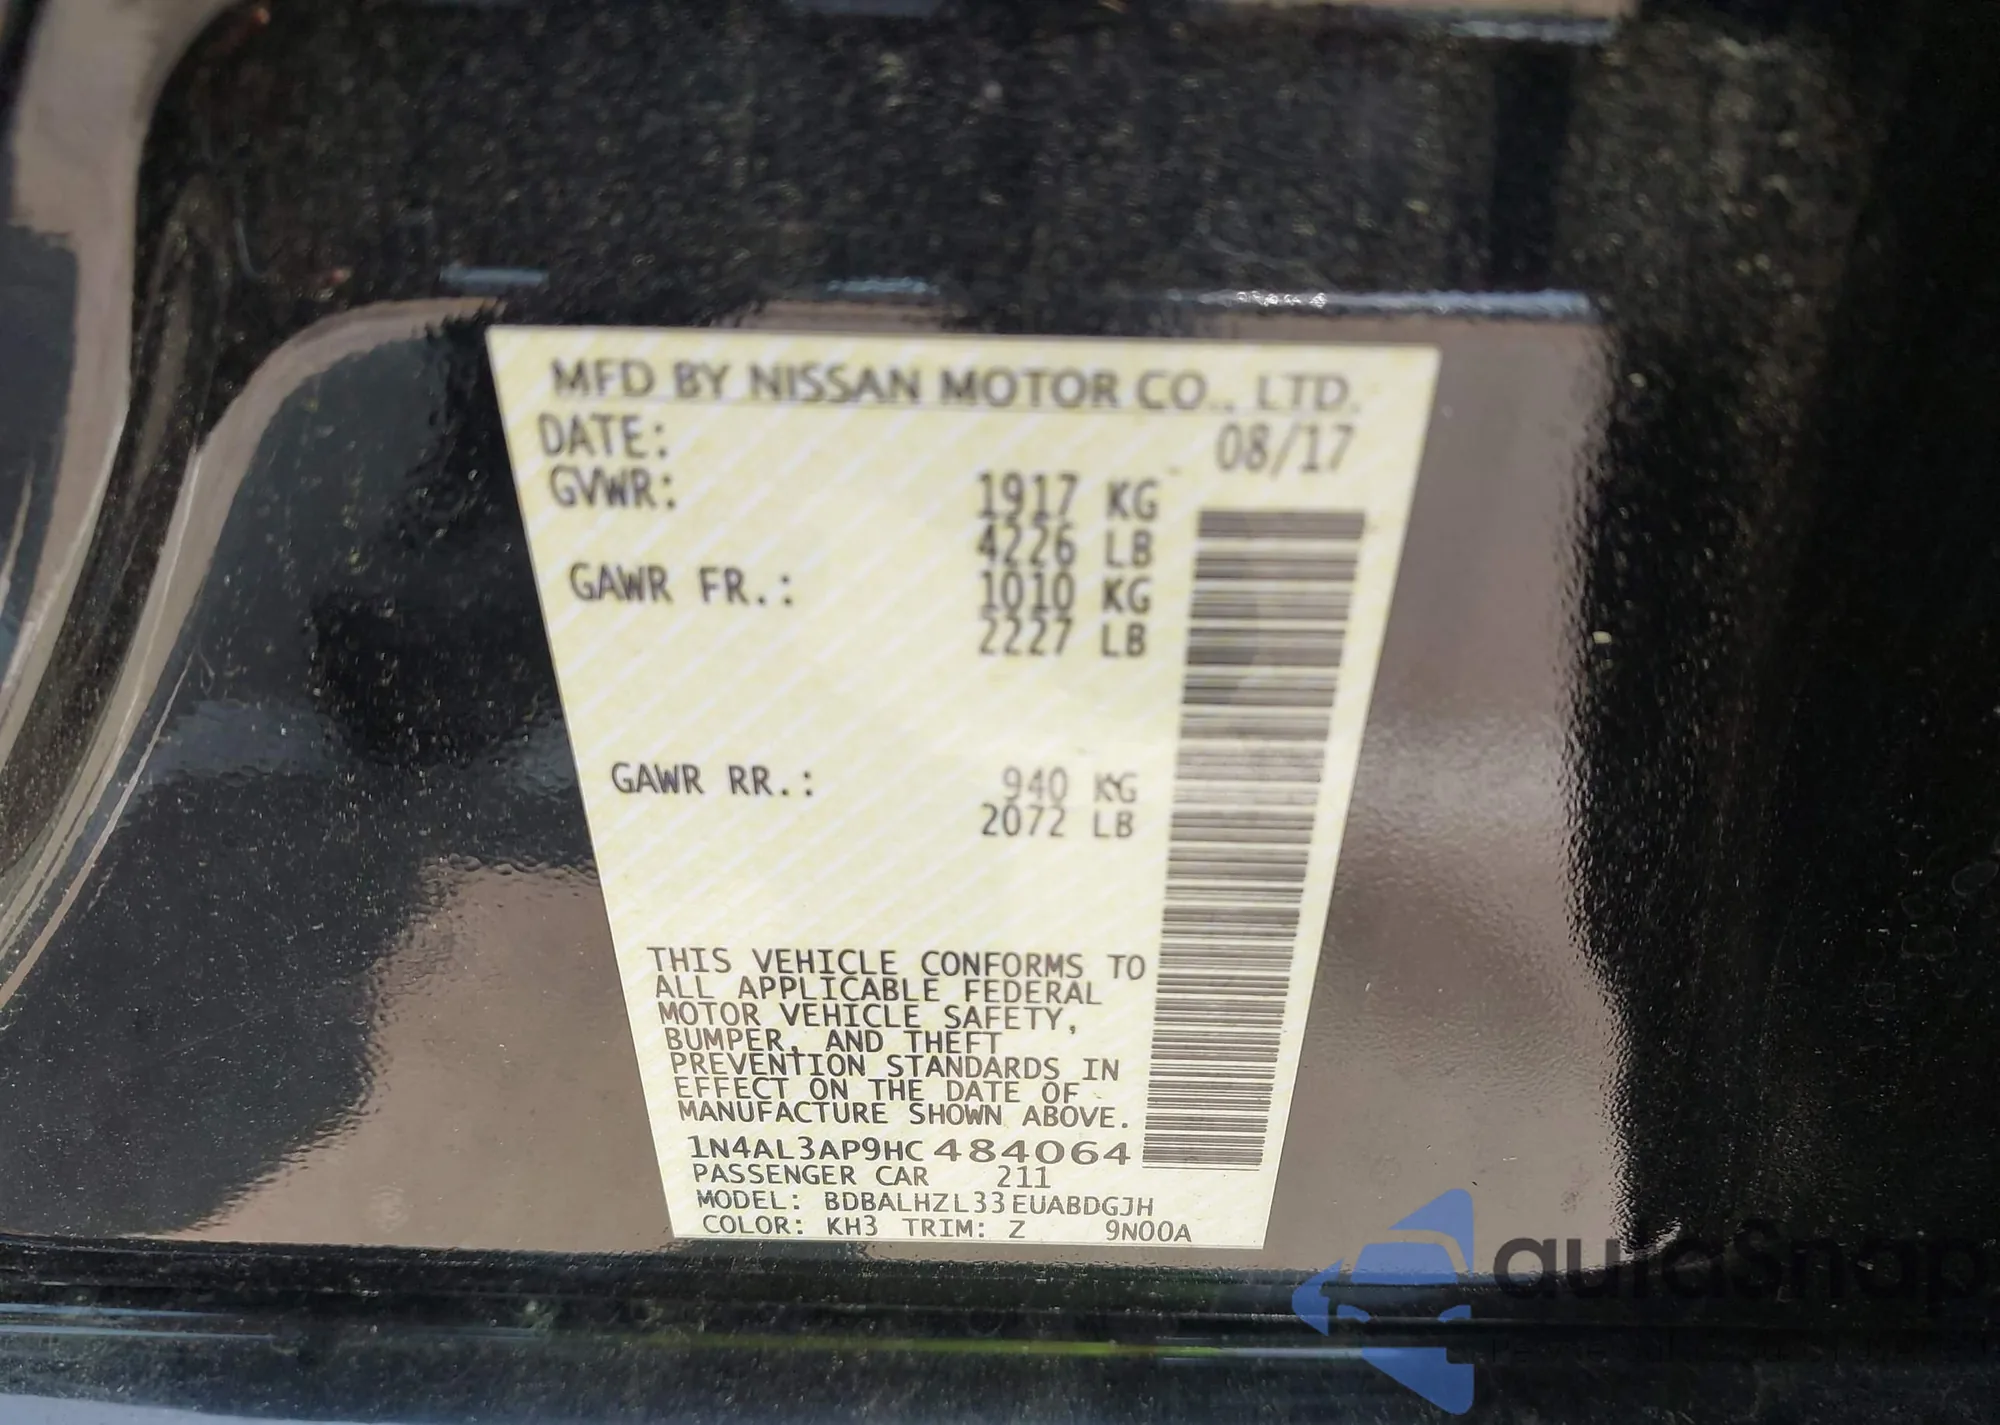 MFD BY NISSAN MOTOR CO., LTD.
DATE: 08/17
GVWR: 1917 KG
4226 LB
GAWR FR.: 1010 KG
2227 LB
GAWR RR.: 940 KG
2072 LB
THIS VEHICLE CONFORMS TO
ALL APPLICABLE FEDERAL
MOTOR VEHICLE SAFETY,
BUMPER, AND THEFT
PREVENTION STANDARDS IN
EFFECT ON THE DATE OF
MANUFACTURE SHOWN ABOVE.
1N4AL3AP9HC484064
PASSENGER CAR 211
MODEL: BDBALHZL33EUABDGJH
COLOR: KH3 TRIM: Z 9N00A